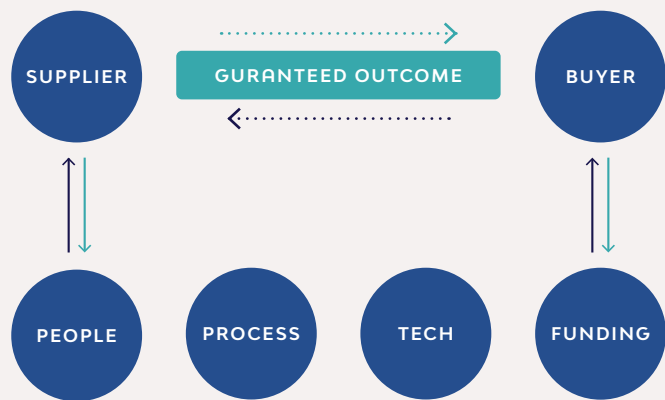 SUPPLIER
GURANTEED OUTCOME
BUYER
PEOPLE
PROCESS
TECH
FUNDING